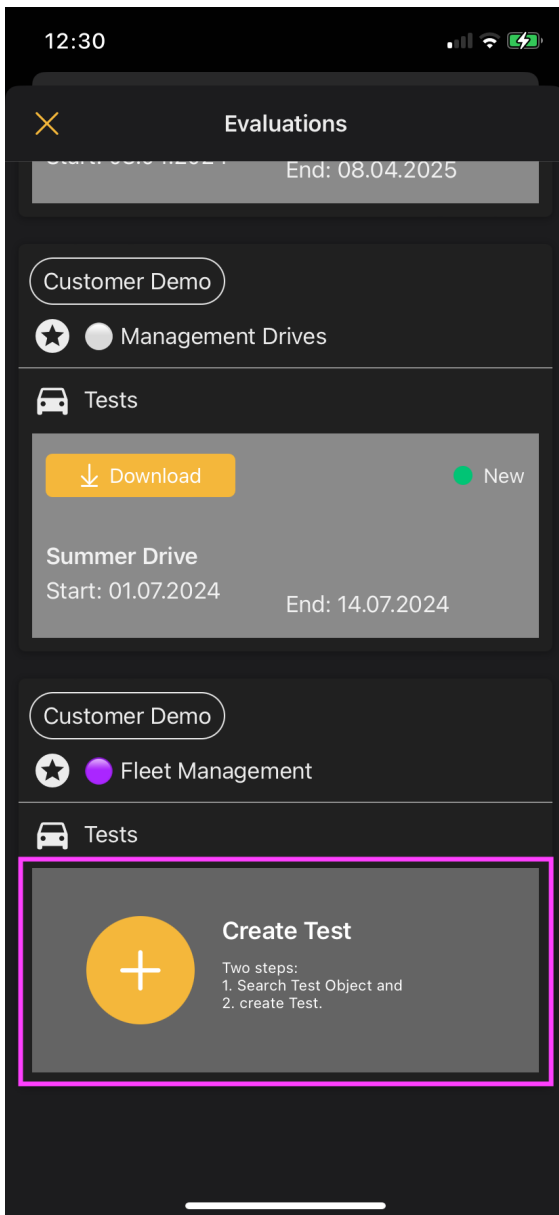 12:30
Evaluations
End: 08.04.2025
Customer Demo
Management Drives
Tests
Download
New
Summer Drive
Start: 01.07.2024
End: 14.07.2024
Customer Demo
Fleet Management
Tests
Create Test
Two steps:
1. Search Test Object and
2. create Test.